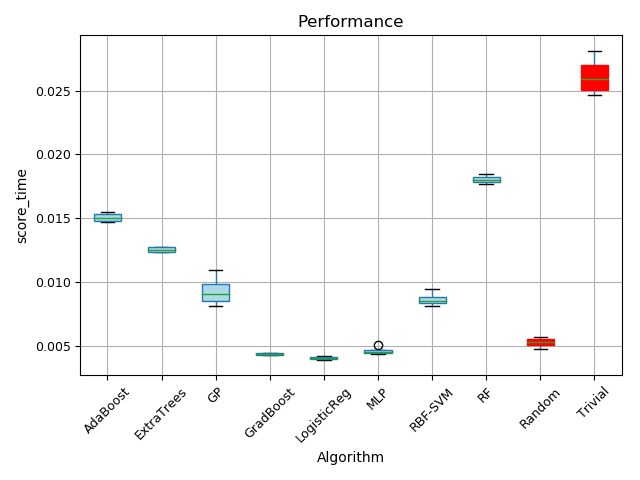 Performance
score_time
0.025
0.020
0.015
0.010
0.005
AdaBoost
ExtraTrees
GP
GradBoost
LogisticReg
MLP
RBF-SVM
RF
Random
Trivial
Algorithm